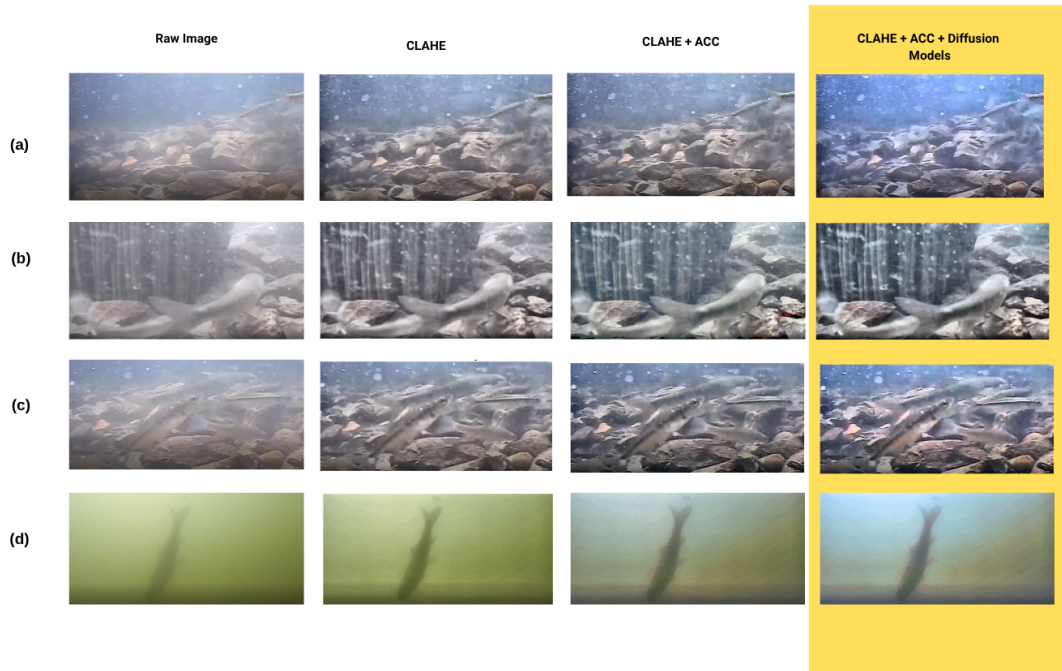 Raw Image
CLAHE
CLAHE + ACC
CLAHE + ACC + Diffusion
Models
(a)
(b)
(c)
(d)